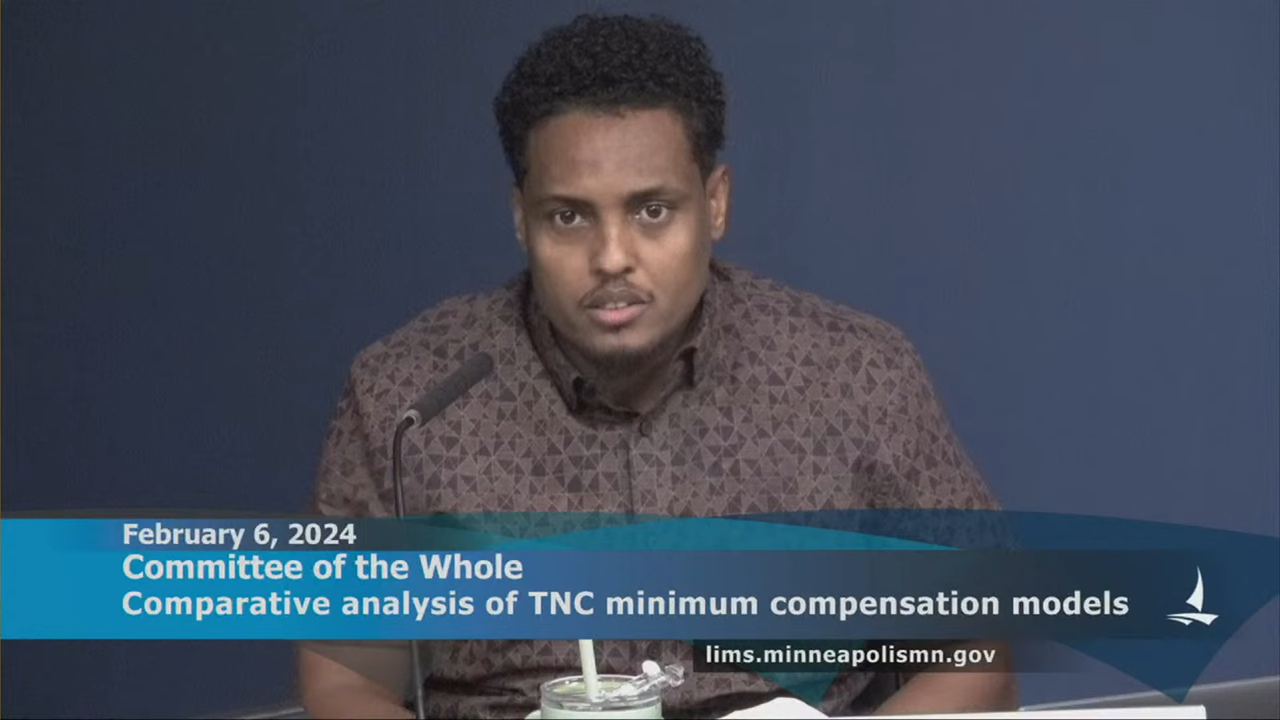 February 6, 2024
Committee of the Whole
Comparative analysis of TNC minimum compensation models
lims.minneapolismn.gov